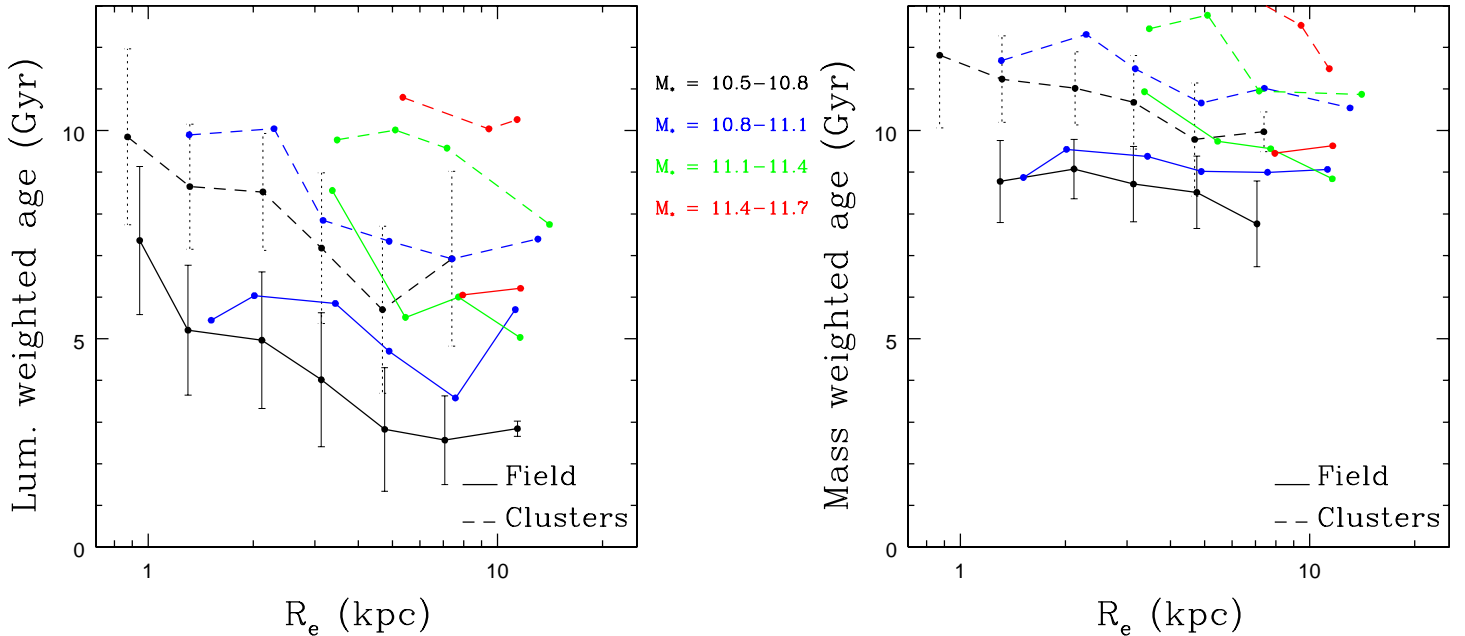 Lum. weighted age (Gyr)
10
5
0
1
10
R_e (kpc)
Field
Clusters
M_* = 10.5−10.8
M_* = 10.8−11.1
M_* = 11.1−11.4
M_* = 11.4−11.7
Mass weighted age (Gyr)
10
5
0
1
10
R_e (kpc)
Field
Clusters